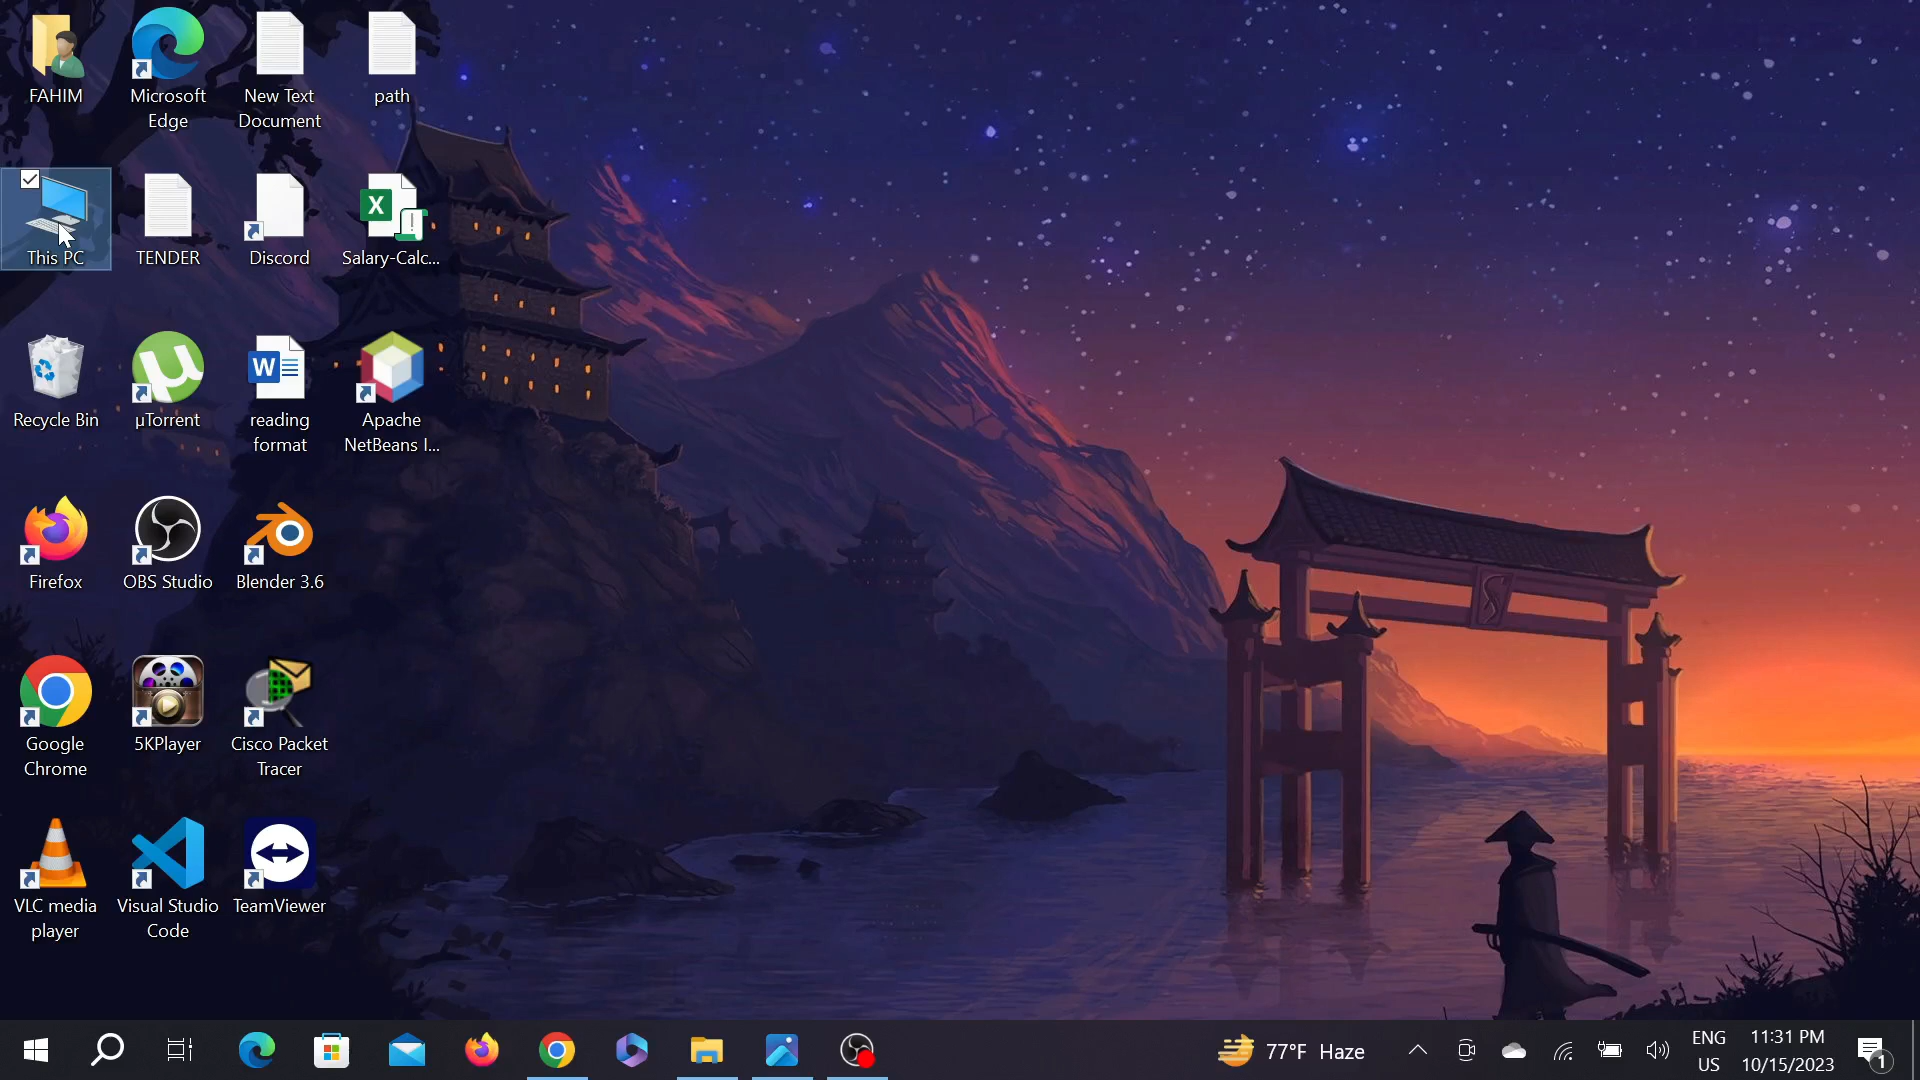 FAHIM
Microsoft
Edge
New Text
Document
path
This PC
TENDER
Discord
X
Salary-Calc...
Recycle Bin
µ
µTorrent
W
reading
format
Apache
NetBeans I...
Firefox
OBS Studio
Blender 3.6
Google
Chrome
5KPlayer
Cisco Packet
Tracer
VLC media
player
Visual Studio
Code
TeamViewer
77°F Haze
ENG
US
11:31 PM
10/15/2023
1